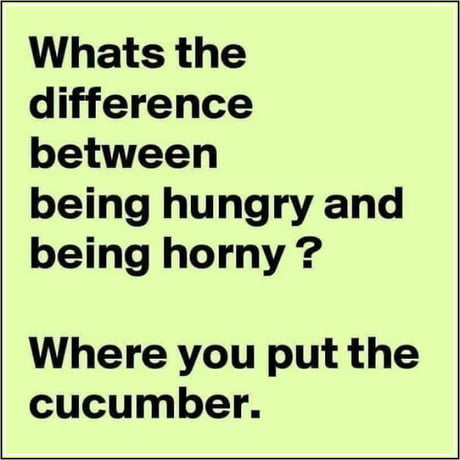 Whats the
difference
between
being hungry and
being horny ?
Where you put the
cucumber.